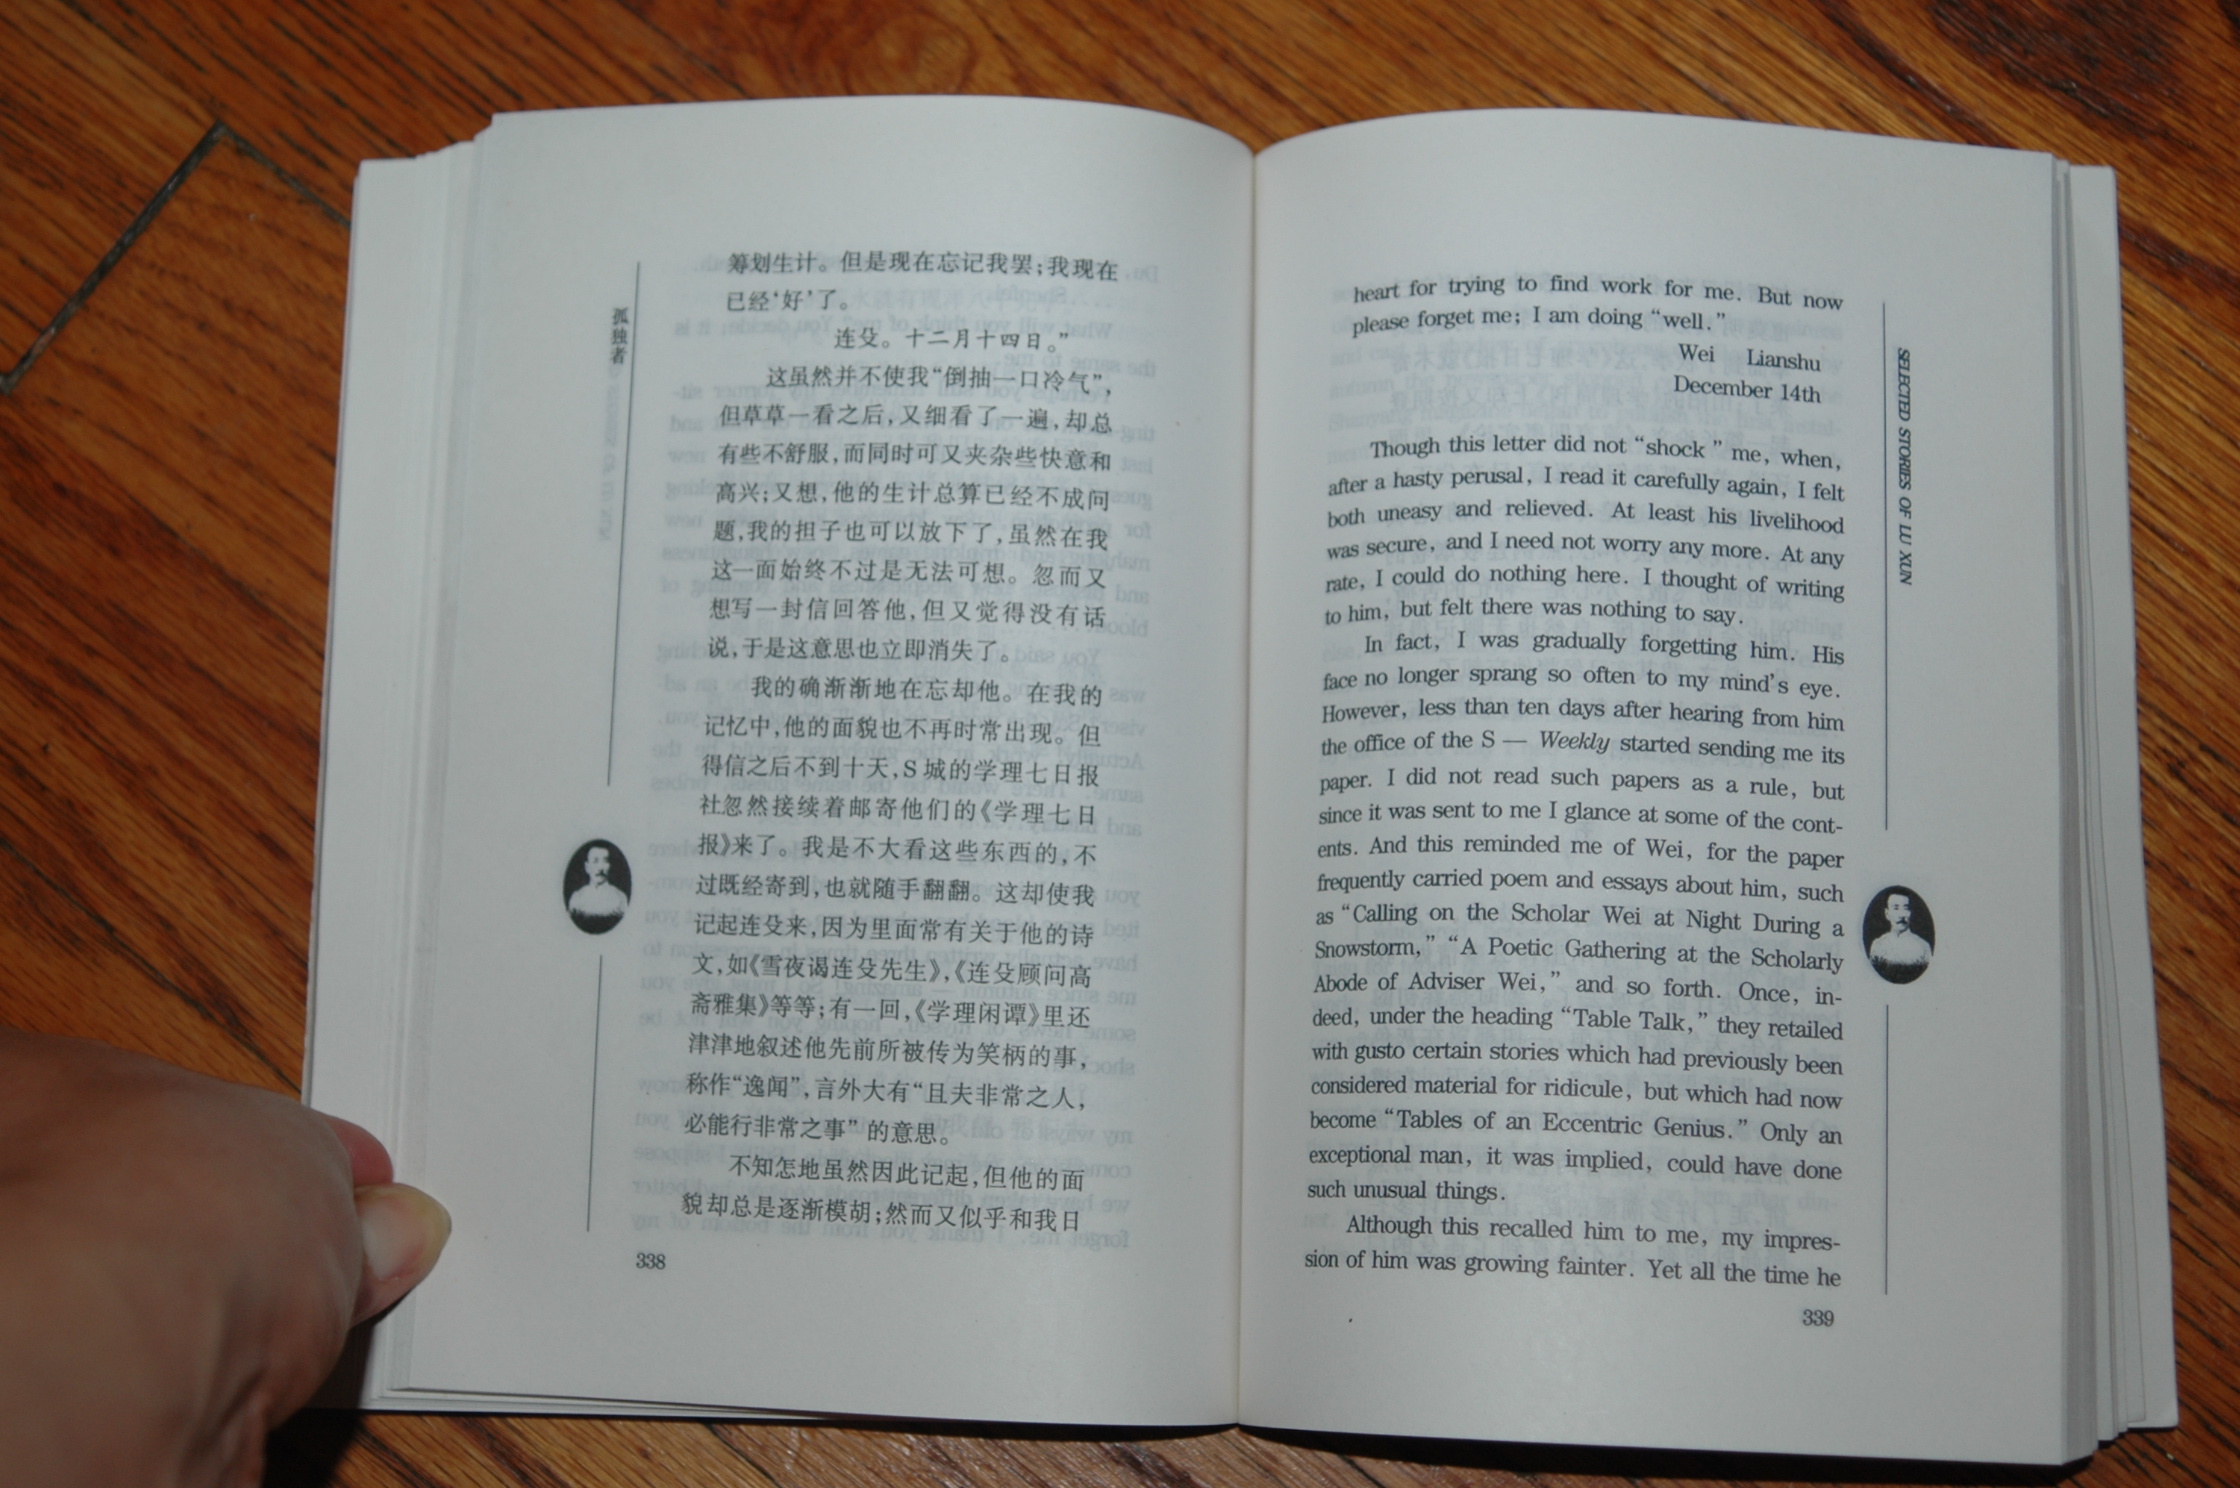 孤独者
筹划生计。但是现在忘记我罢；我现在
已经‘好’了。
连殳。十二月十四日。”
这虽然并不使我“倒抽一口冷气”，
但草草一看之后，又细看了一遍，却总
有些不舒服，而同时可又夹杂些快意和
高兴；又想，他的生计总算已经不成问
题，我的担子也可以放下了，虽然在我
这一面始终不过是无法可想。忽而又
想写一封信回答他，但又觉得没有话
说，于是这意思也立即消失了。
我的确渐渐地在忘却他。在我的
记忆中，他的面貌也不再时常出现。但
得信之后不到十天，S城的学理七日报
社忽然接续着邮寄他们的《学理七日
报》来了。我是不大看这些东西的，不
过既经寄到，也就随手翻翻。这却使我
记起连殳来，因为里面常有关于他的诗
文，如《雪夜谒连殳先生》，《连殳顾问高
斋雅集》等等；有一回，《学理闲谭》里还
津津地叙述他先前所被传为笑柄的事，
称作“逸闻”，言外大有“且夫非常之人，
必能行非常之事”的意思。
不知怎地虽然因此记起，但他的面
貌却总是逐渐模胡；然而又似乎和我日
338
heart for trying to find work for me. But now
please forget me; I am doing “well.”
Wei Lianshu
December 14th
Though this letter did not “shock” me, when,
after a hasty perusal, I read it carefully again, I felt
both uneasy and relieved. At least his livelihood
was secure, and I need not worry any more. At any
rate, I could do nothing here. I thought of writing
to him, but felt there was nothing to say.
In fact, I was gradually forgetting him. His
face no longer sprang so often to my mind's eye.
However, less than ten days after hearing from him
the office of the S — Weekly started sending me its
paper. I did not read such papers as a rule, but
since it was sent to me I glance at some of the cont-
ents. And this reminded me of Wei, for the paper
frequently carried poem and essays about him, such
as “Calling on the Scholar Wei at Night During a
Snowstorm,” “A Poetic Gathering at the Scholarly
Abode of Adviser Wei,” and so forth. Once, in-
deed, under the heading “Table Talk,” they retailed
with gusto certain stories which had previously been
considered material for ridicule, but which had now
become “Tables of an Eccentric Genius.” Only an
exceptional man, it was implied, could have done
such unusual things.
Although this recalled him to me, my impres-
sion of him was growing fainter. Yet all the time he
339
SELECTED STORIES OF LU XUN